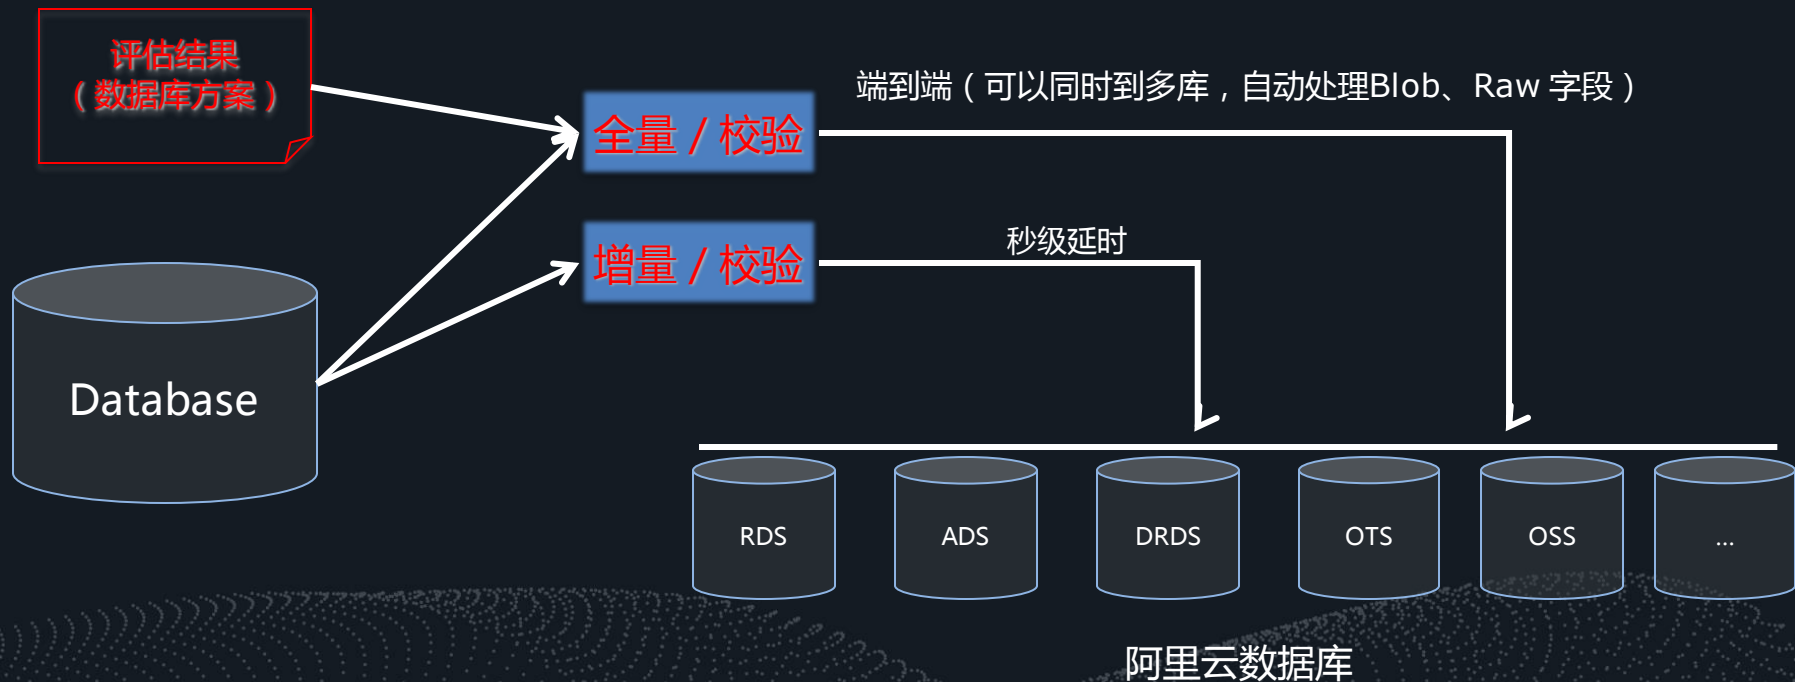 评估结果
（数据库方案）
端到端（可以同时到多库，自动处理Blob、Raw 字段）
全量 / 校验
秒级延时
增量 / 校验
Database
RDS
ADS
DRDS
OTS
OSS
...
阿里云数据库